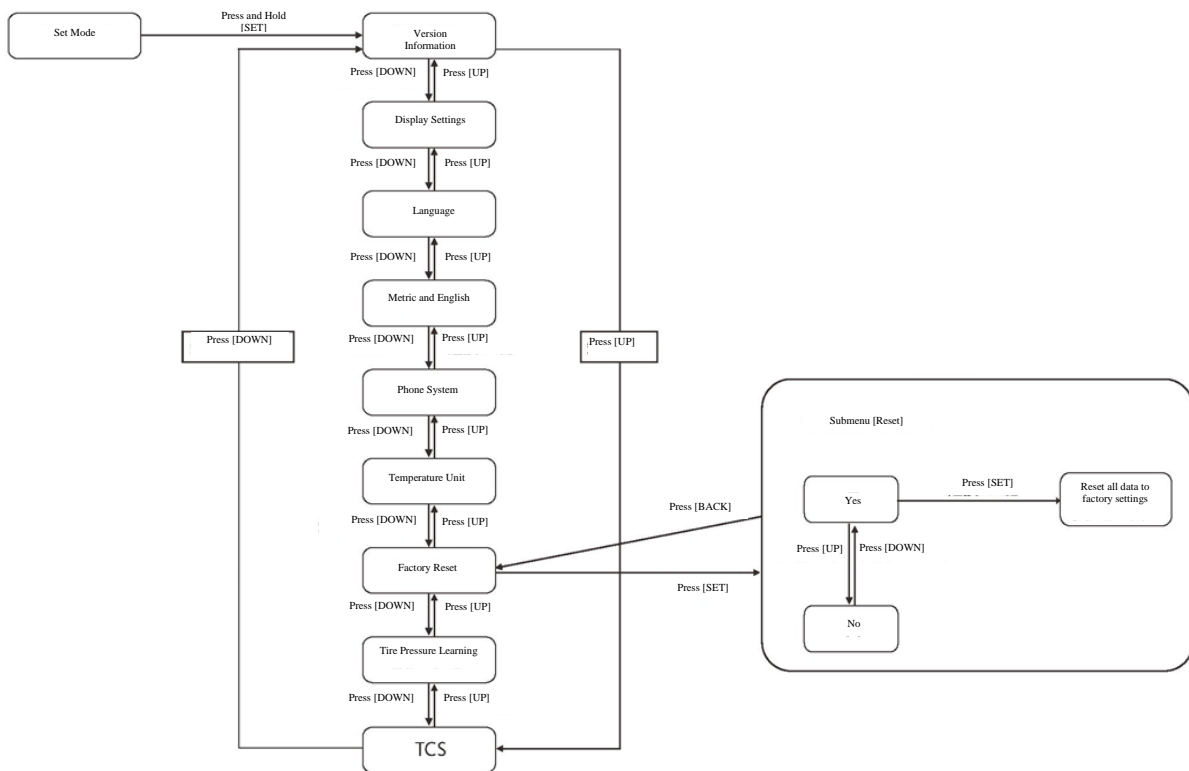 Set Mode
Press and Hold
[SET]
Version
Information
Press [DOWN]
Press [UP]
Display Settings
Press [DOWN]
Press [UP]
Language
Press [DOWN]
Press [UP]
Metric and English
Press [DOWN]
Press [DOWN]
Press [UP]
Press [UP]
Phone System
Press [DOWN]
Press [UP]
Temperature Unit
Press [DOWN]
Press [UP]
Factory Reset
Press [BACK]
Press [SET]
Press [DOWN]
Press [UP]
Tire Pressure Learning
Press [DOWN]
Press [UP]
TCS
Submenu [Reset]
Yes
Press [SET]
Reset all data to
factory settings
Press [UP]
Press [DOWN]
No